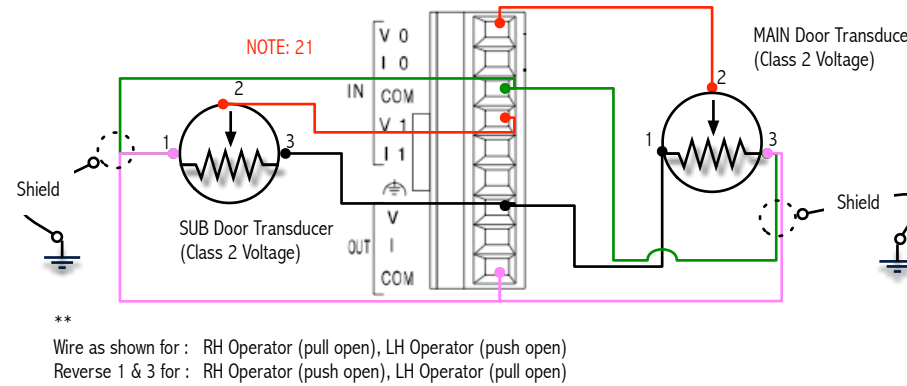 MAIN Door Transduce
(Class 2 Voltage)
NOTE: 21
V 0
I 0
IN
COM
V 1
I 1
2
1
3
2
1
3
Shield
Shield
SUB Door Transducer
(Class 2 Voltage)
V
OUT
I
COM
**
Wire as shown for : RH Operator (pull open), LH Operator (push open)
Reverse 1 & 3 for : RH Operator (push open), LH Operator (pull open)